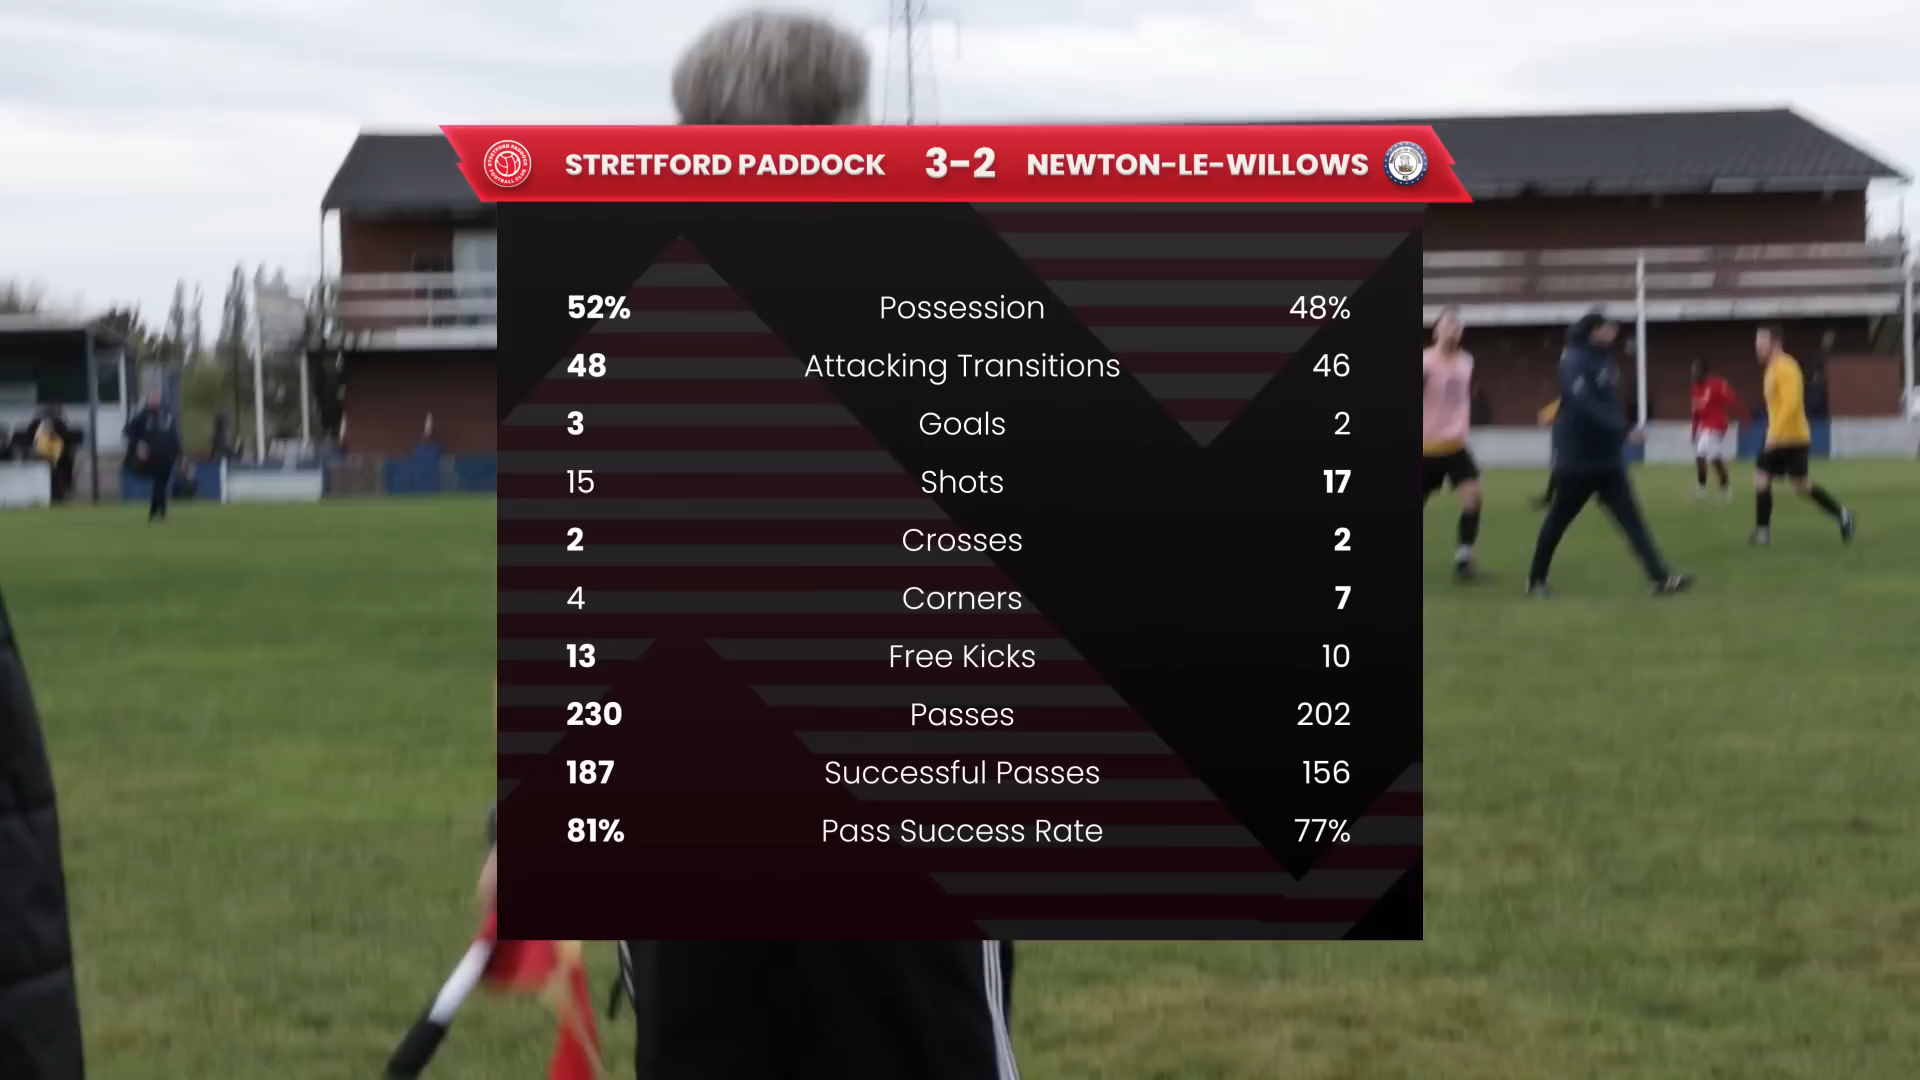 STRETFORD PADDOCK 3-2 NEWTON-LE-WILLOWS
52% Possession 48%
48 Attacking Transitions 46
3 Goals 2
15 Shots 17
2 Crosses 2
4 Corners 7
13 Free Kicks 10
230 Passes 202
187 Successful Passes 156
81% Pass Success Rate 77%